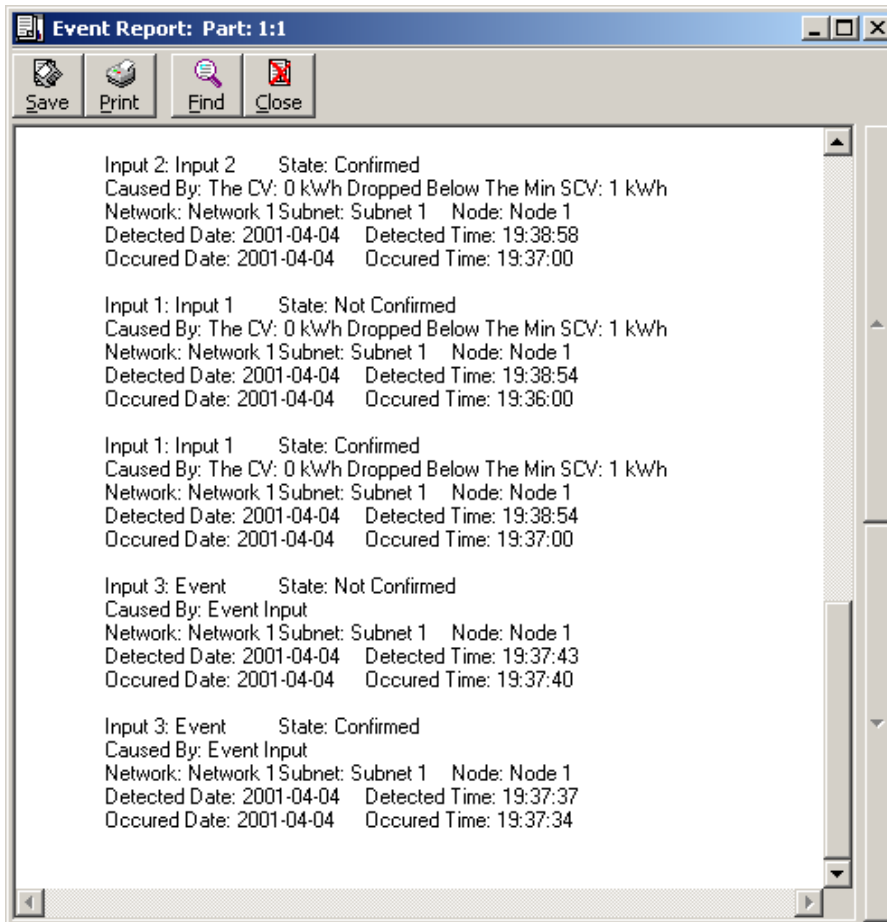 Event Report: Part: 1:1
Save Print Find Close
Input 2: Input 2 State: Confirmed
Caused By: The CV: 0 kWh Dropped Below The Min SCV: 1 kWh
Network: Network 1 Subnet: Subnet 1 Node: Node 1
Detected Date: 2001-04-04 Detected Time: 19:38:58
Occured Date: 2001-04-04 Occured Time: 19:37:00
Input 1: Input 1 State: Not Confirmed
Caused By: The CV: 0 kWh Dropped Below The Min SCV: 1 kWh
Network: Network 1 Subnet: Subnet 1 Node: Node 1
Detected Date: 2001-04-04 Detected Time: 19:38:54
Occured Date: 2001-04-04 Occured Time: 19:36:00
Input 1: Input 1 State: Confirmed
Caused By: The CV: 0 kWh Dropped Below The Min SCV: 1 kWh
Network: Network 1 Subnet: Subnet 1 Node: Node 1
Detected Date: 2001-04-04 Detected Time: 19:38:54
Occured Date: 2001-04-04 Occured Time: 19:37:00
Input 3: Event State: Not Confirmed
Caused By: Event Input
Network: Network 1 Subnet: Subnet 1 Node: Node 1
Detected Date: 2001-04-04 Detected Time: 19:37:43
Occured Date: 2001-04-04 Occured Time: 19:37:40
Input 3: Event State: Confirmed
Caused By: Event Input
Network: Network 1 Subnet: Subnet 1 Node: Node 1
Detected Date: 2001-04-04 Detected Time: 19:37:37
Occured Date: 2001-04-04 Occured Time: 19:37:34